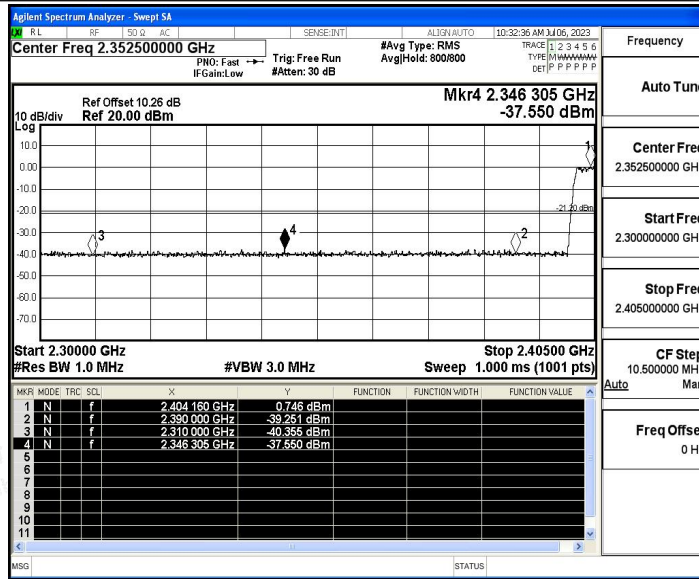 Agilent Spectrum Analyzer - Swept SA
RL RF 50 Ω AC SENSE:INT ALIGN AUTO 10:32:36 AM Jul 06, 2023
Center Freq 2.352500000 GHz
PNO: Fast
IFGain:Low
Trig: Free Run
#Atten: 30 dB
#Avg Type: RMS
Avg|Hold: 800/800
TRACE 1 2 3 4 5 6
TYPE M W W W W W
DET P P P P P P
Frequency
Auto Tune
Center Freq
2.352500000 GH
Start Freq
2.300000000 GH
Stop Freq
2.405000000 GH
CF Step
10.500000 MH
Auto Ma
Freq Offse
0 H
Ref Offset 10.26 dB
10 dB/div Ref 20.00 dBm
Log
Mkr4 2.346 305 GHz
-37.550 dBm
10.0
0.00
-10.0
-20.0
-30.0
-40.0
-50.0
-60.0
-70.0
1
-21.20 dBm
3
4
2
Start 2.30000 GHz Stop 2.40500 GHz
#Res BW 1.0 MHz #VBW 3.0 MHz Sweep 1.000 ms (1001 pts)
MKR MODE TRC SCL X Y FUNCTION FUNCTION WIDTH FUNCTION VALUE
1 N f 2.404 160 GHz 0.746 dBm
2 N f 2.390 000 GHz -39.251 dBm
3 N f 2.310 000 GHz -40.355 dBm
4 N f 2.346 305 GHz -37.550 dBm
5
6
7
8
9
10
11
MSG STATUS